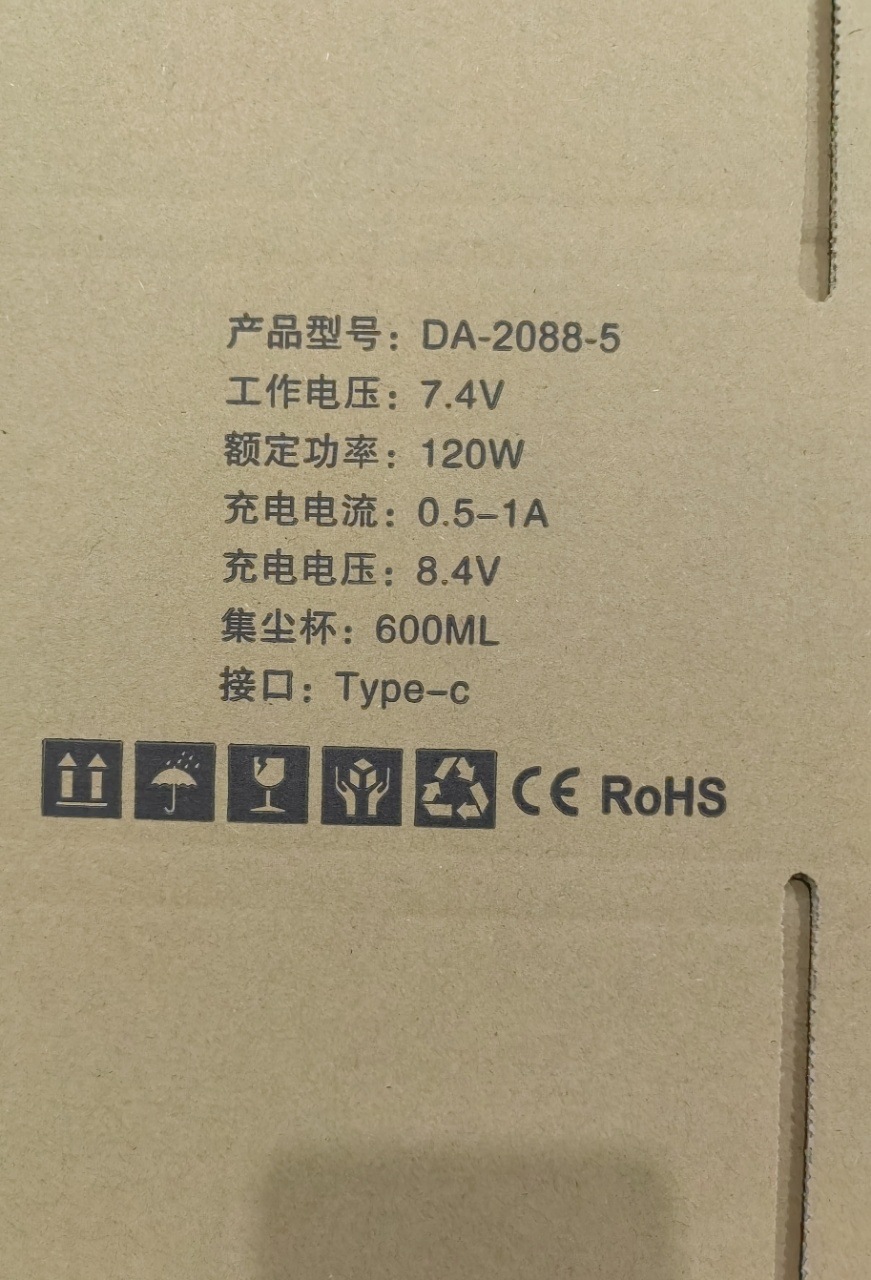 产品型号：DA-2088-5
工作电压：7.4V
额定功率：120W
充电电流：0.5-1A
充电电压：8.4V
集尘杯：600ML
接口：Type-c
CE RoHS